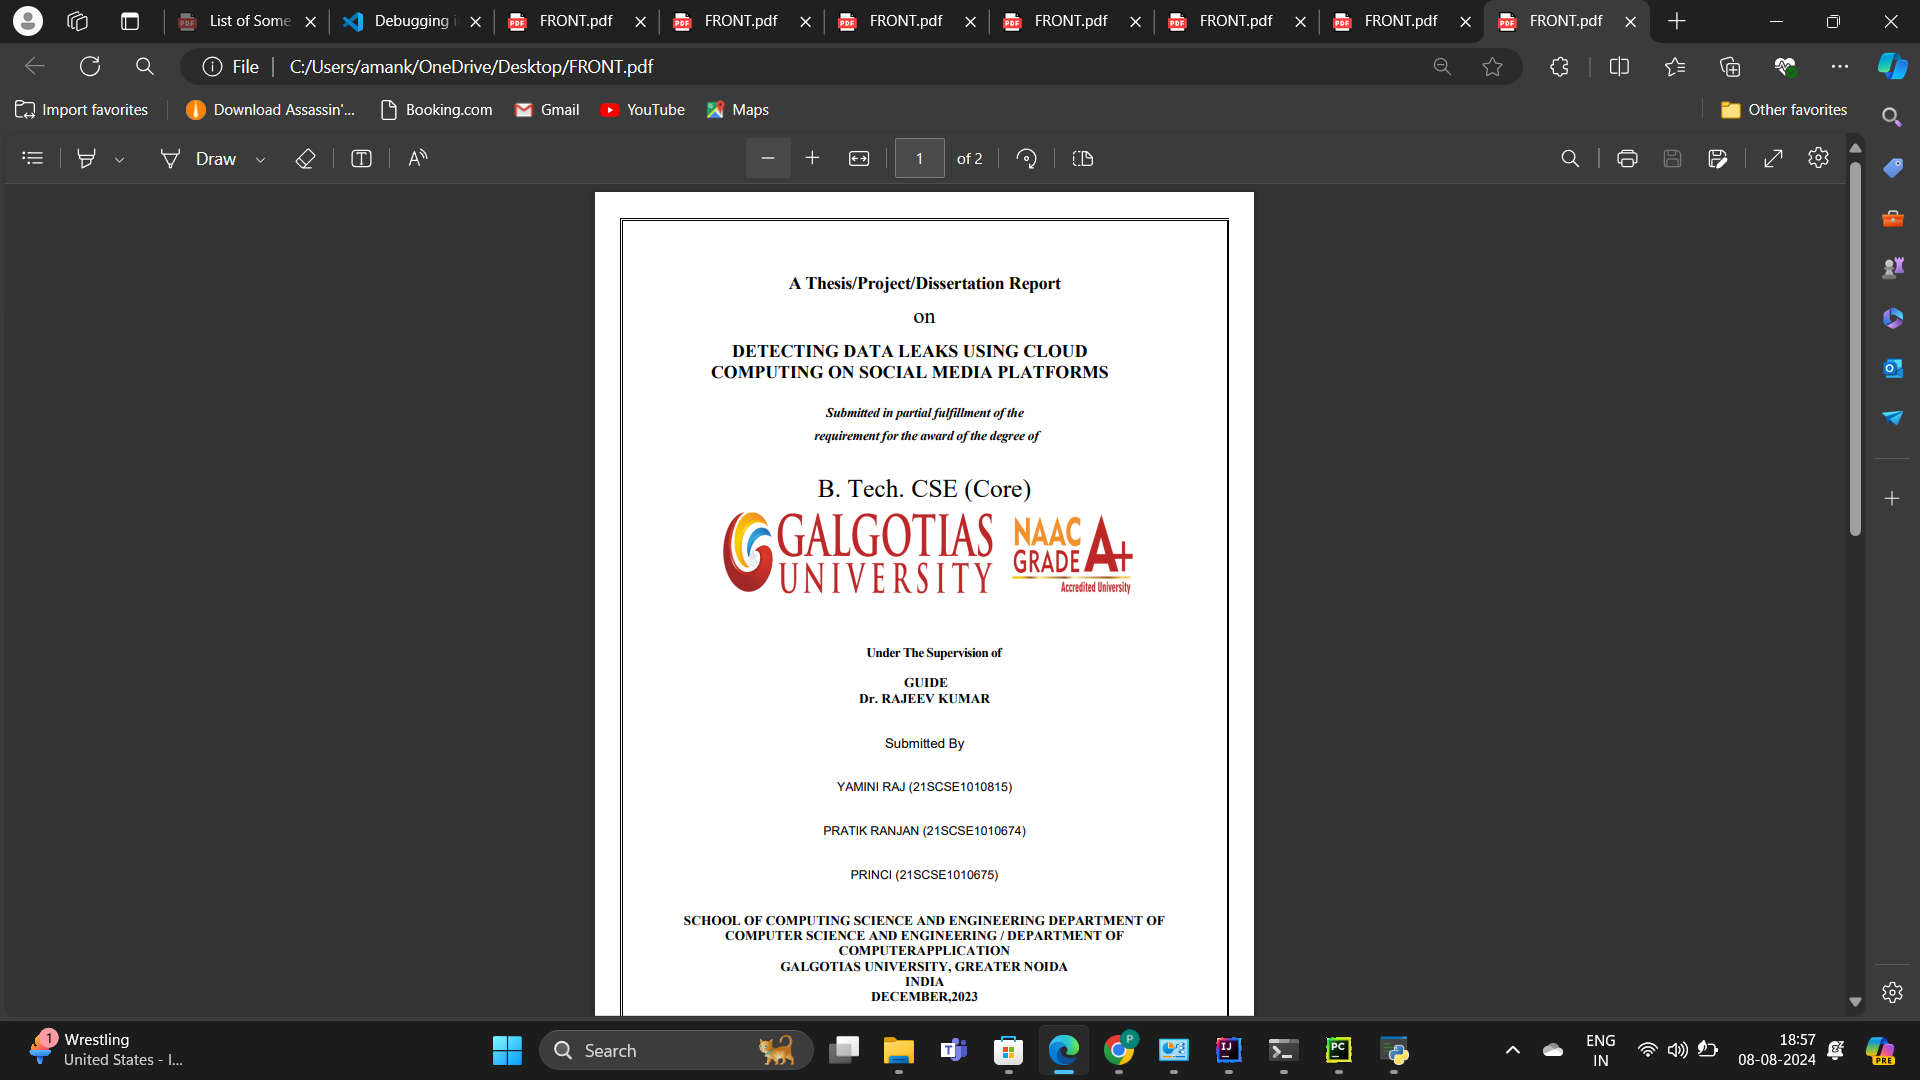 List of Some
Debugging i
FRONT.pdf
FRONT.pdf
FRONT.pdf
FRONT.pdf
FRONT.pdf
FRONT.pdf
FRONT.pdf
File
C:/Users/amank/OneDrive/Desktop/FRONT.pdf
Import favorites
Download Assassin'...
Booking.com
Gmail
YouTube
Maps
Other favorites
Draw
1
of 2
A Thesis/Project/Dissertation Report
on
DETECTING DATA LEAKS USING CLOUD
COMPUTING ON SOCIAL MEDIA PLATFORMS
Submitted in partial fulfillment of the
requirement for the award of the degree of
B. Tech. CSE (Core)
GALGOTIAS
UNIVERSITY
NAAC
GRADE A+
Accredited University
Under The Supervision of
GUIDE
Dr. RAJEEV KUMAR
Submitted By
YAMINI RAJ (21SCSE1010815)
PRATIK RANJAN (21SCSE1010674)
PRINCI (21SCSE1010675)
SCHOOL OF COMPUTING SCIENCE AND ENGINEERING DEPARTMENT OF
COMPUTER SCIENCE AND ENGINEERING / DEPARTMENT OF
COMPUTERAPPLICATION
GALGOTIAS UNIVERSITY, GREATER NOIDA
INDIA
DECEMBER,2023
1
Wrestling
United States - I...
Search
P
ENG
IN
18:57
08-08-2024
PRE